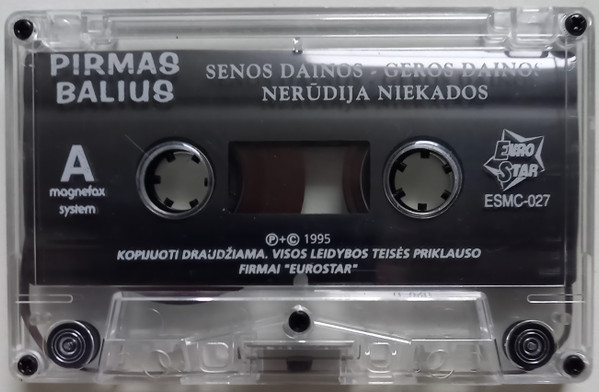 PIRMAS
BALIUS
SENOS DAINOS - GEROS DAINOS
NERŪDIJA NIEKADOS
A
magnefax
system
EURO
STAR
ESMC-027
Ⓟ+© 1995
KOPIJUOTI DRAUDŽIAMA. VISOS LEIDYBOS TEISĖS PRIKLAUSO
FIRMAI "EUROSTAR"